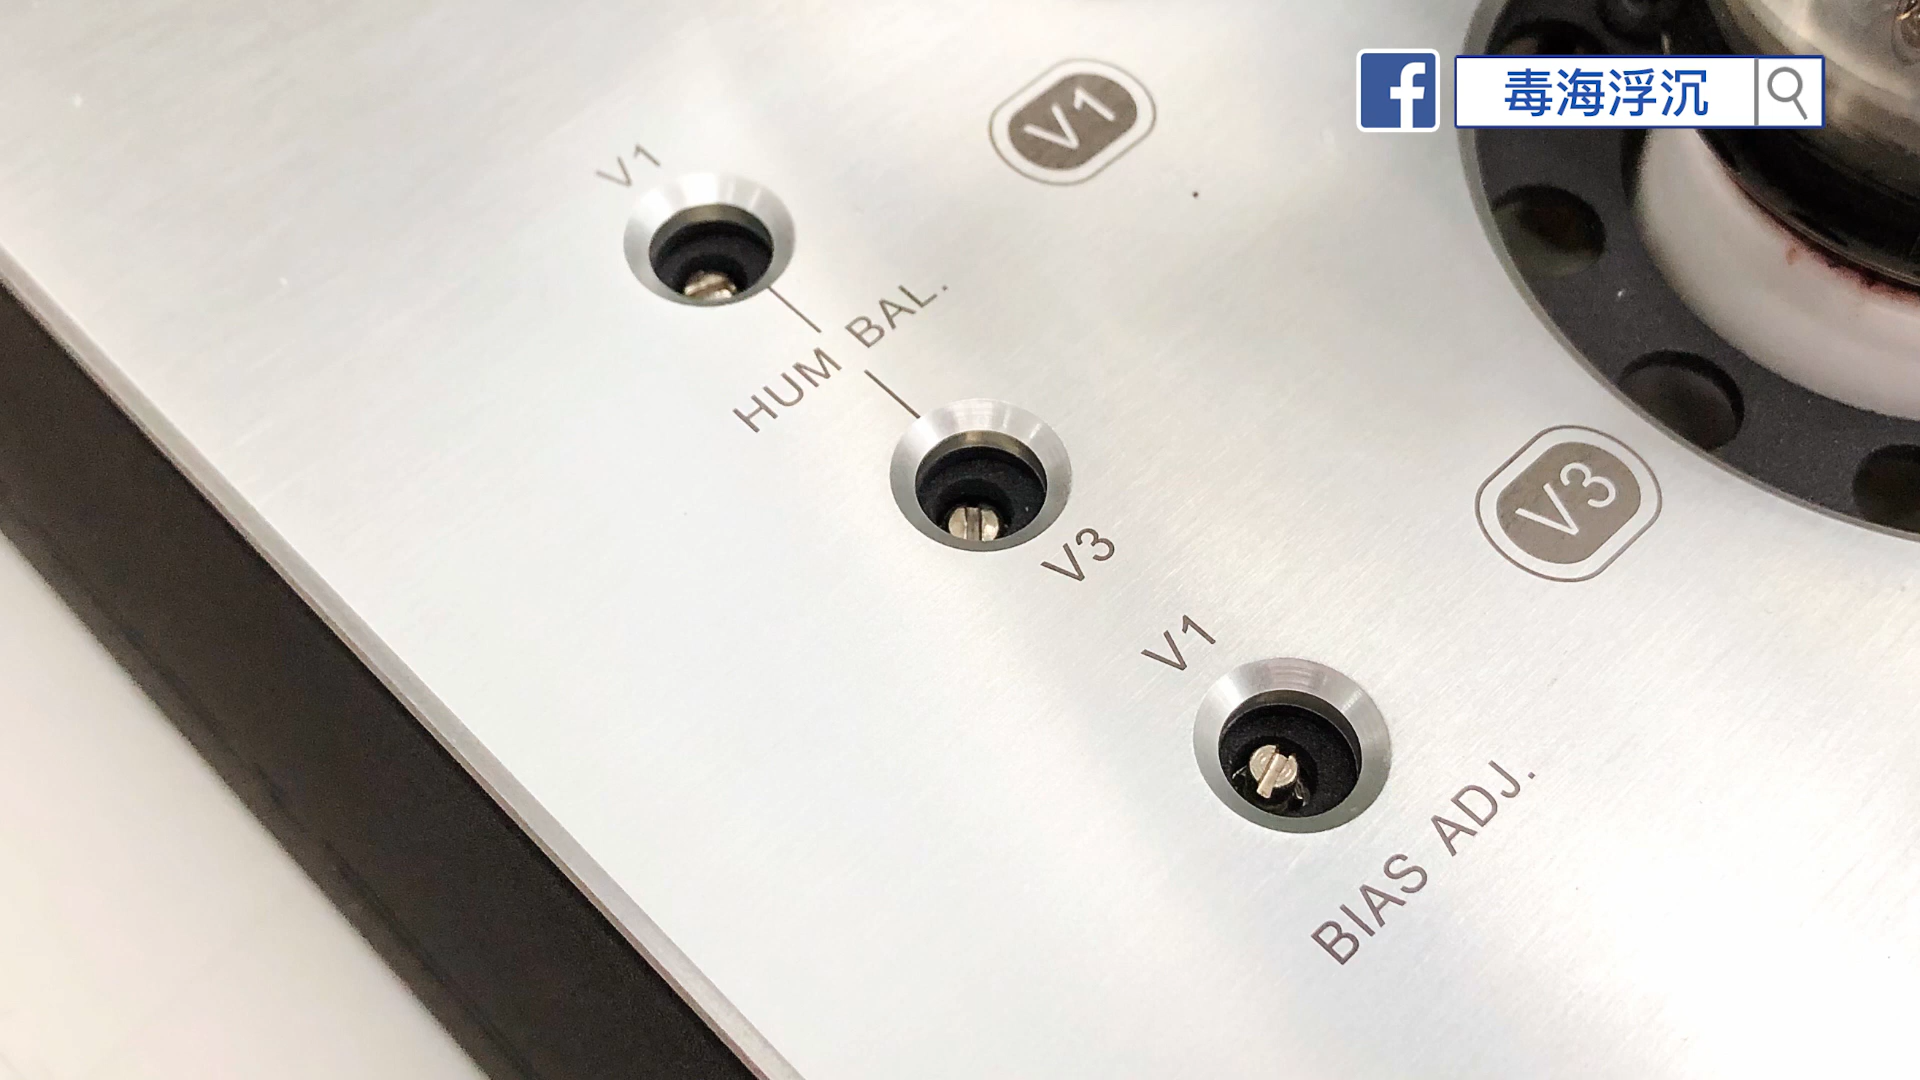 f 毒海浮沉
V1
V1
HUM BAL.
V3
V3
V1
BIAS ADJ.